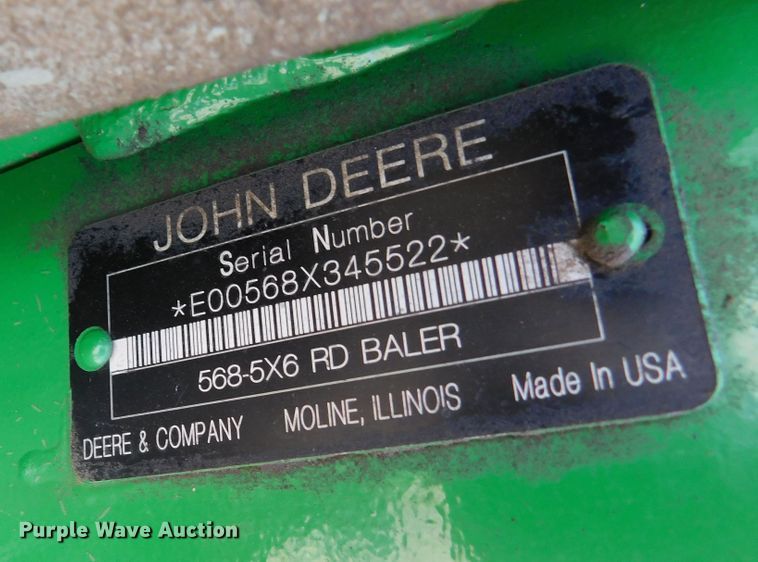 JOHN DEERE
Serial Number
*E00568X345522*
568-5X6 RD BALER
DEERE & COMPANY MOLINE, ILLINOIS Made In USA
Purple Wave Auction